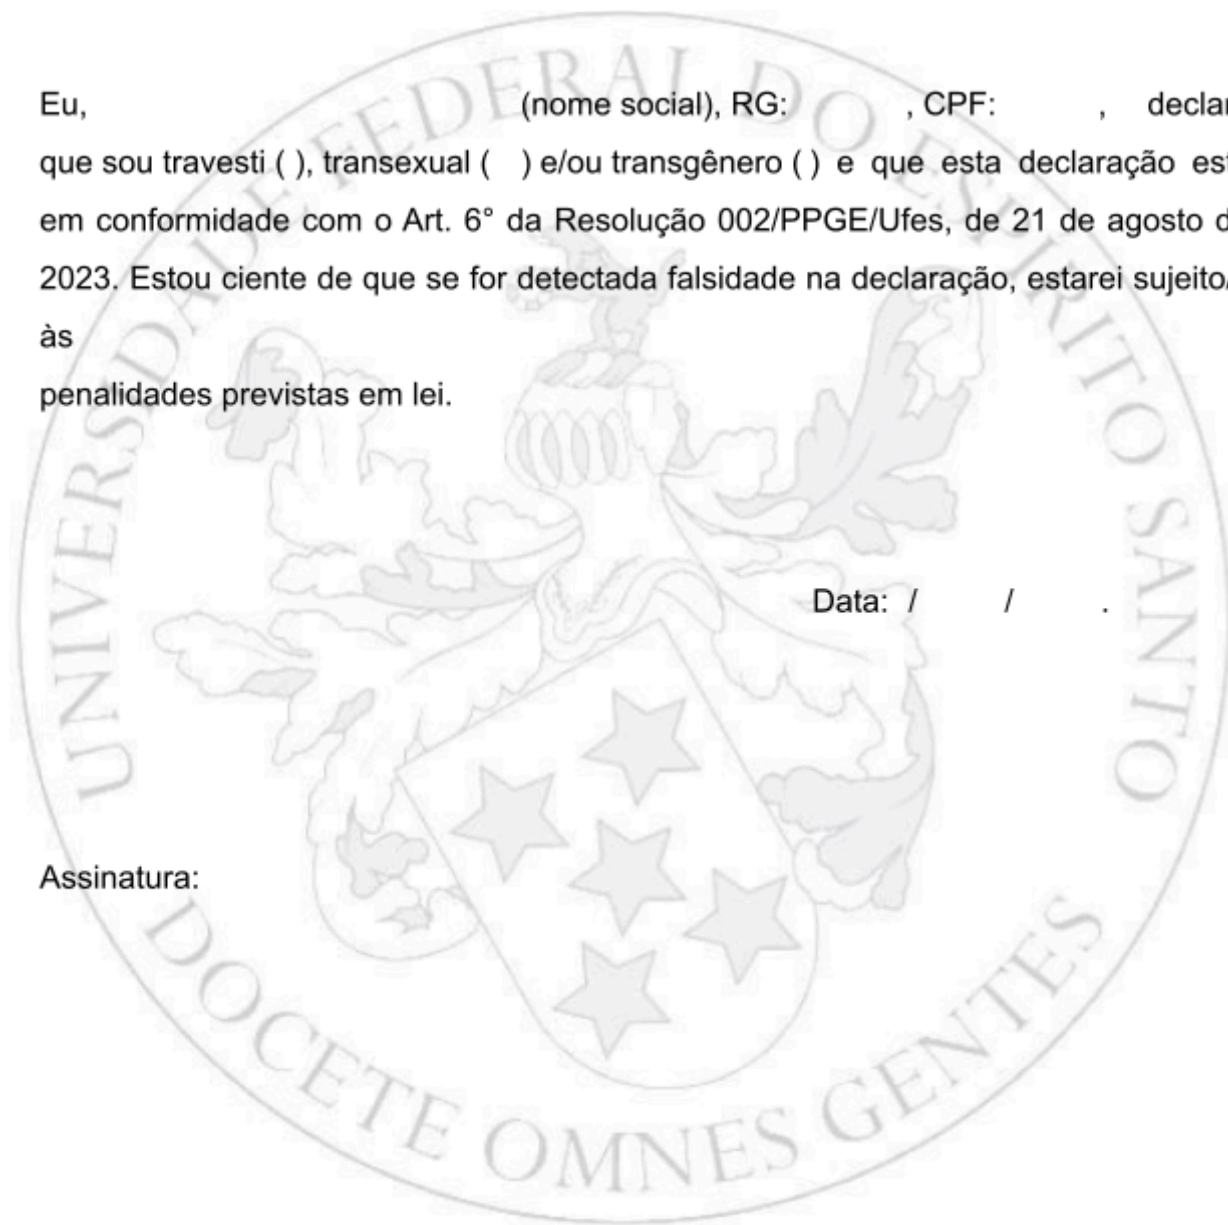 UNIVERSIDADE FEDERAL DO ESPIRITO SANTO
Eu, (nome social), RG: , CPF: , declar
que sou travesti ( ), transexual ( ) e/ou transgênero ( ) e que esta declaração est
em conformidade com o Art. 6° da Resolução 002/PPGE/Ufes, de 21 de agosto d
2023. Estou ciente de que se for detectada falsidade na declaração, estarei sujeito/
às
penalidades previstas em lei.
Data: / / .
Assinatura:
DOCETE OMNES GENTES